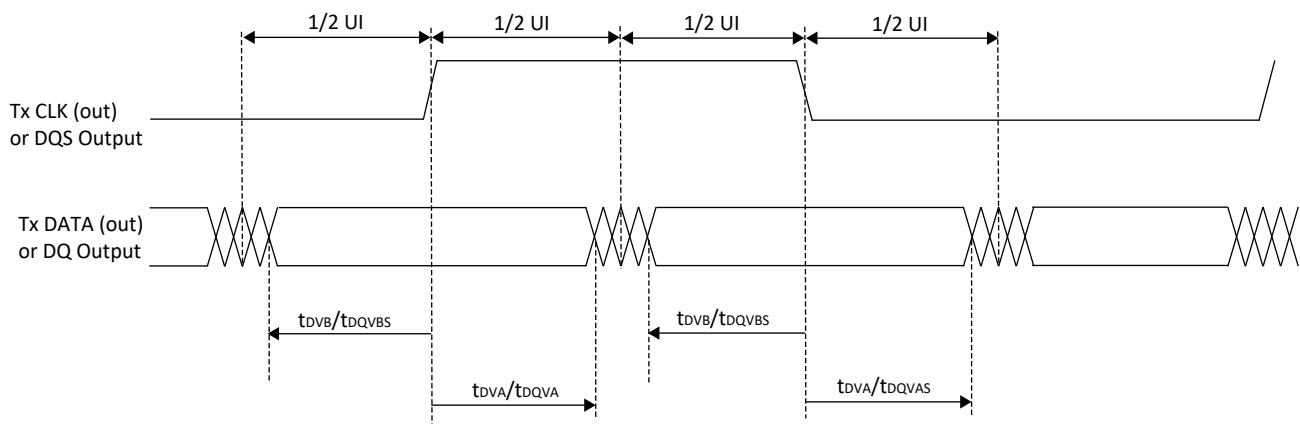 1/2 UI
1/2 UI
1/2 UI
1/2 UI
Tx CLK (out)
or DQS Output
Tx DATA (out)
or DQ Output
tDVB/tDQVBS
tDVB/tDQVBS
tDVA/tDQVA
tDVA/tDQVAS